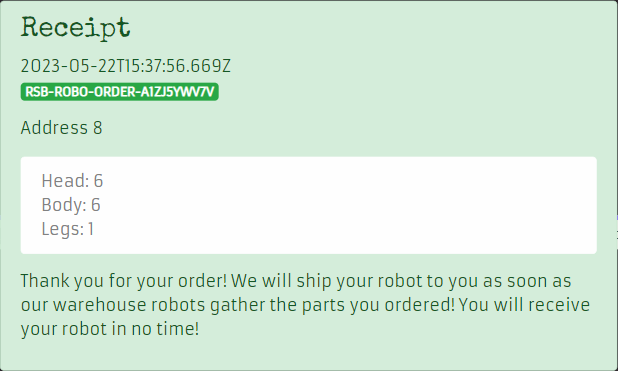 Receipt
2023-05-22T15:37:56.669Z
RSB-ROBO-ORDER-A1ZJ5YWV7V
Address 8
Head: 6
Body: 6
Legs: 1
Thank you for your order! We will ship your robot to you as soon as
our warehouse robots gather the parts you ordered! You will receive
your robot in no time!